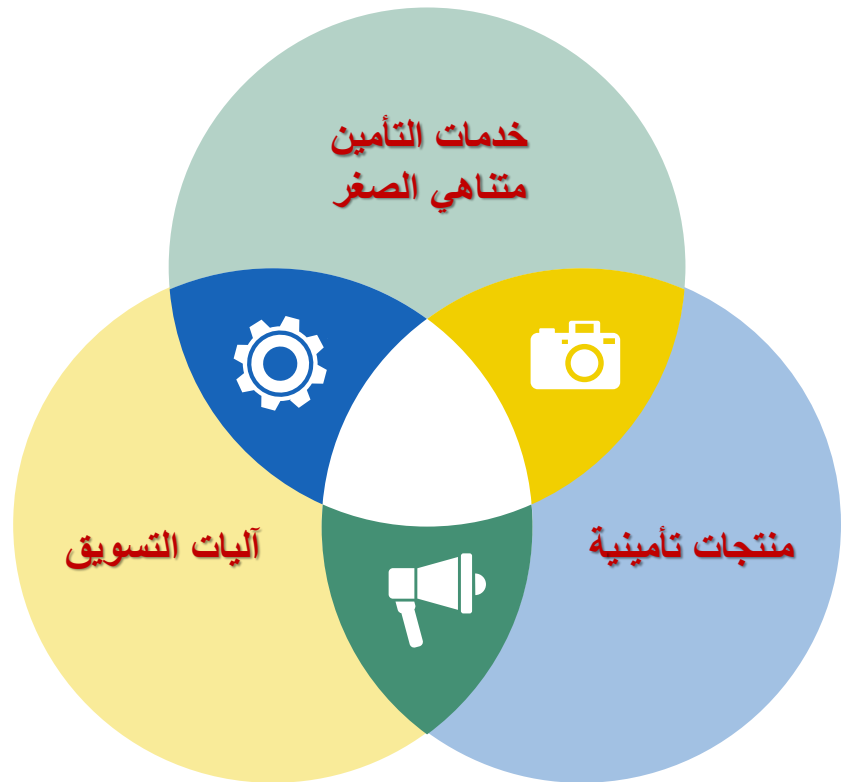 خدمات التأمين
متناهي الصغر
منتجات تأمينية
آليات التسويق